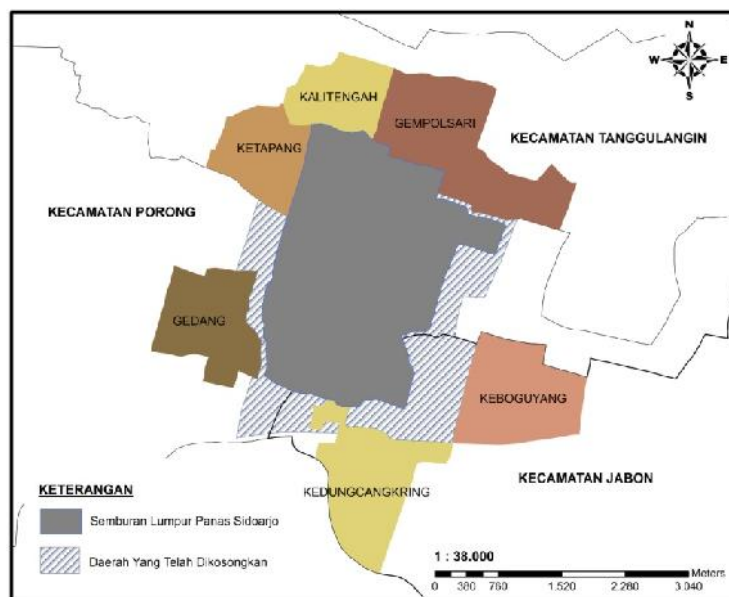 N
W E
S
KALITENGAH
GEMPOLSARI
KECAMATAN TANGGULANGIN
KETAPANG
KECAMATAN PORONG
GEDANG
KEBOGUYANG
KECAMATAN JABON
KEDUNGCANGKRING
KETERANGAN
Semburan Lumpur Panas Sidoarjo
Daerah Yang Telah Dikosongkan
1 : 38.000
Meters
0 380 760 1.520 2.280 3.040